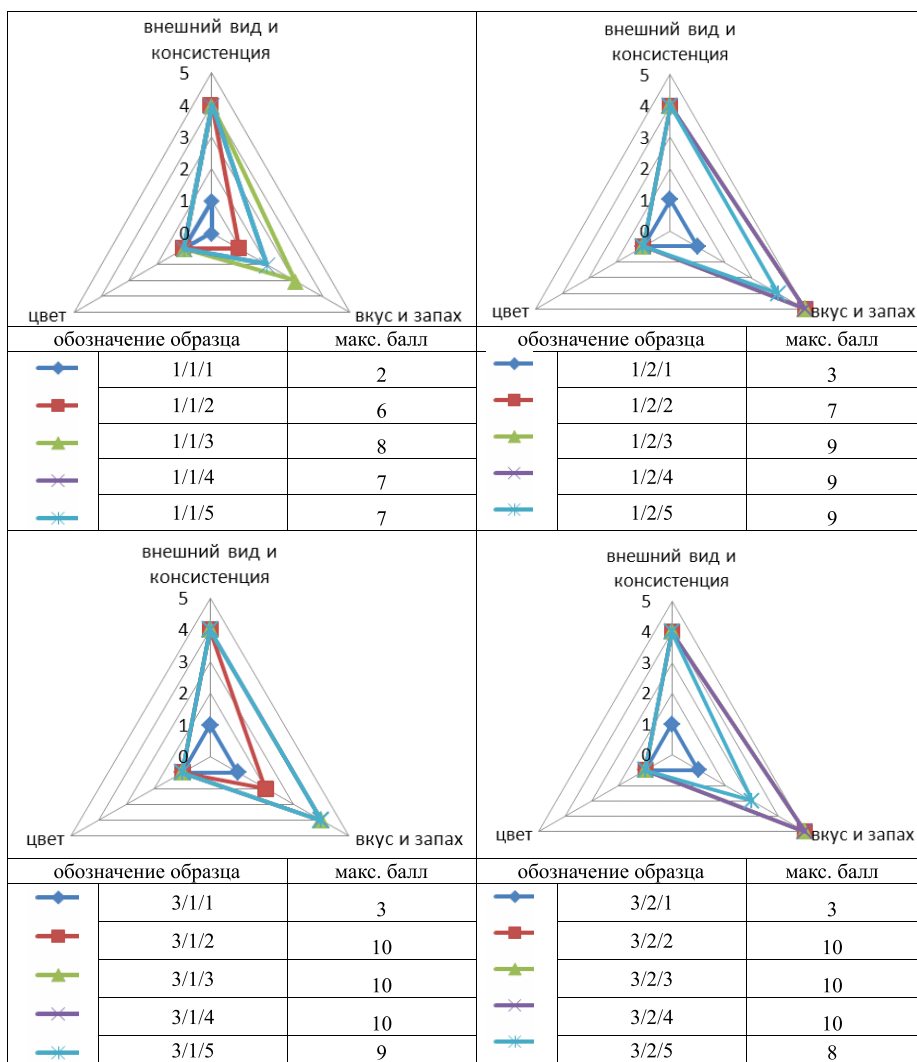 внешний вид и
консистенция
5
4
3
2
1
0
цвет
вкус и запах
обозначение образца макс. балл
1/1/1 2
1/1/2 6
1/1/3 8
1/1/4 7
1/1/5 7
внешний вид и
консистенция
5
4
3
2
1
0
цвет
вкус и запах
обозначение образца макс. балл
1/2/1 3
1/2/2 7
1/2/3 9
1/2/4 9
1/2/5 9
внешний вид и
консистенция
5
4
3
2
1
0
цвет
вкус и запах
обозначение образца макс. балл
3/1/1 3
3/1/2 10
3/1/3 10
3/1/4 10
3/1/5 9
внешний вид и
консистенция
5
4
3
2
1
0
цвет
вкус и запах
обозначение образца макс. балл
3/2/1 3
3/2/2 10
3/2/3 10
3/2/4 10
3/2/5 8